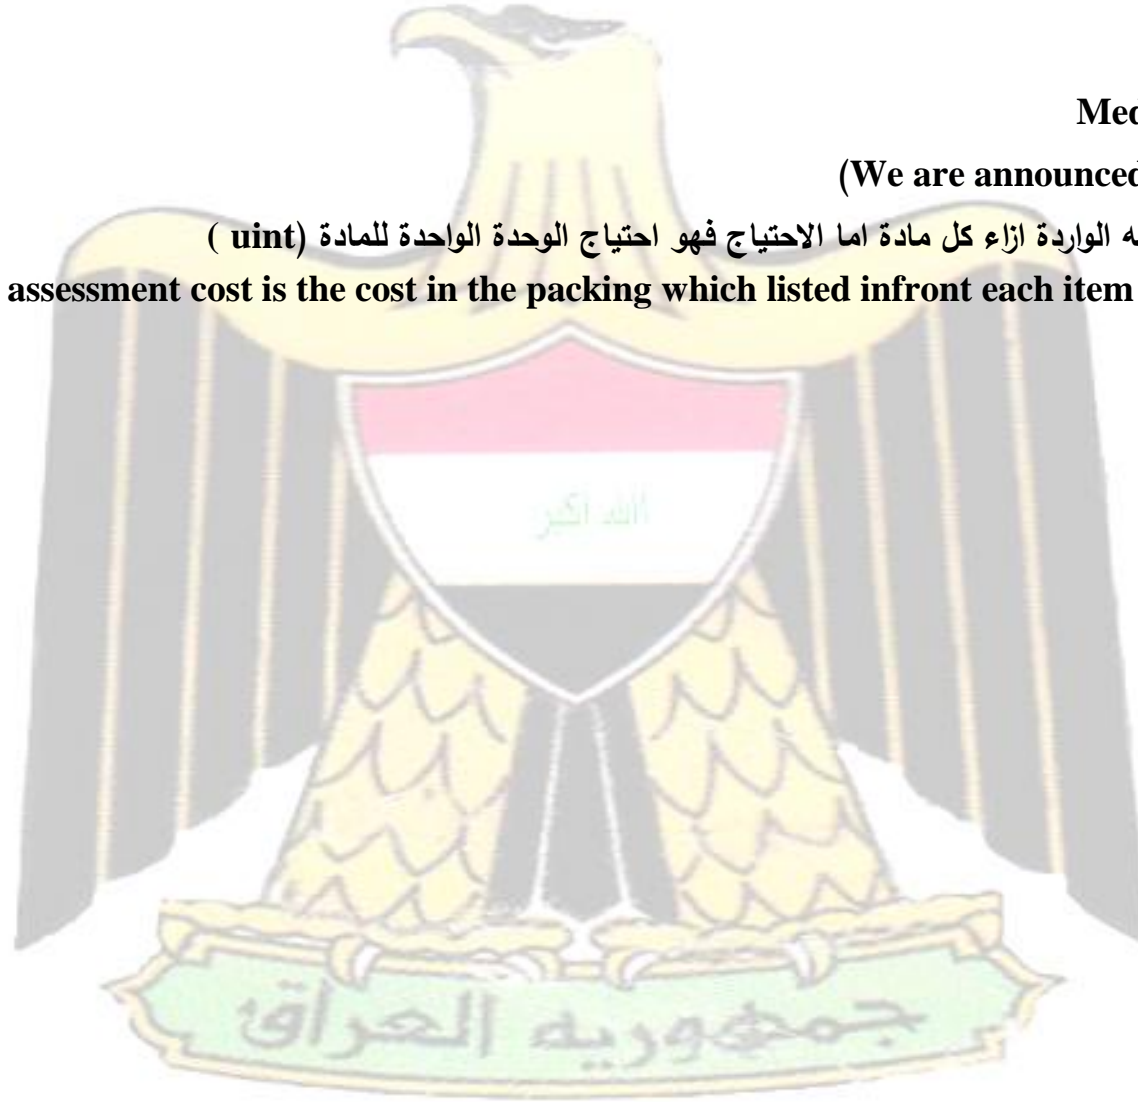 Med
(We are announced
ه الواردة ازاء كل مادة اما الاحتياج فهو احتياج الوحدة الواحدة للمادة (uint )
assessment cost is the cost in the packing which listed infront each item
الله اكبر
جمهورية العراق